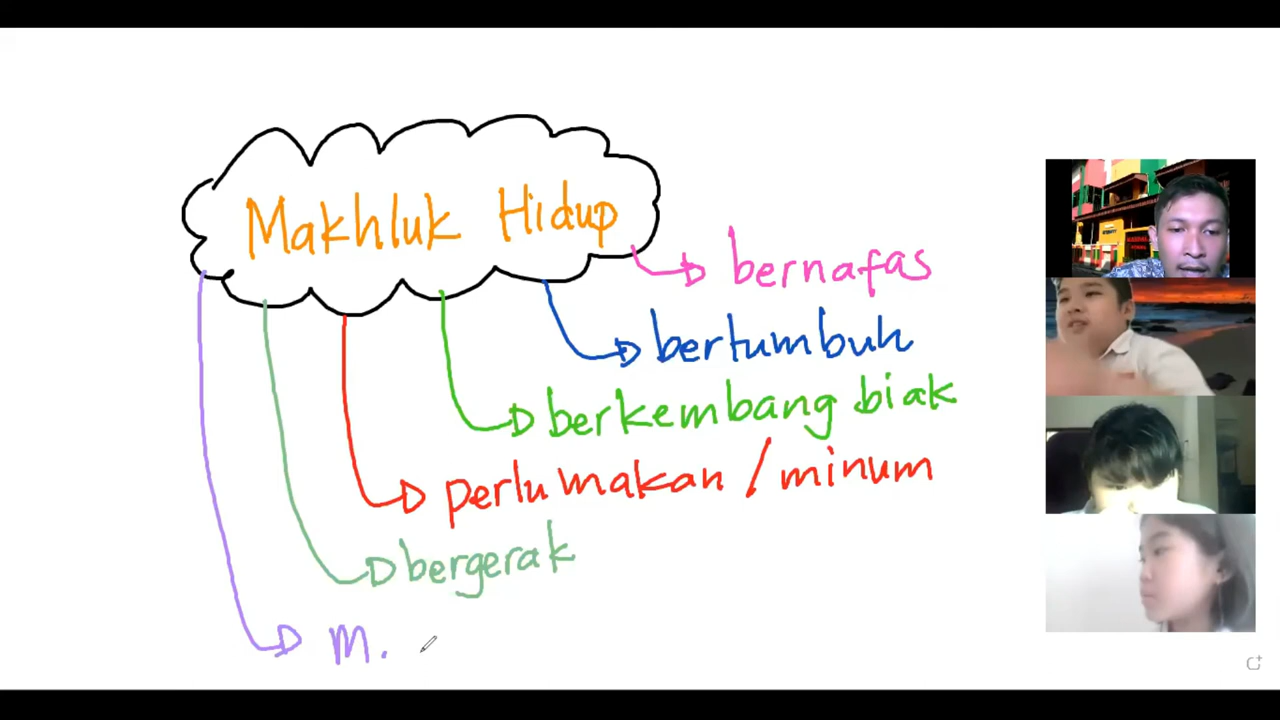 Makhluk Hidup
bernafas
bertumbuh
berkembang biak
perlu makan / minum
bergerak
M.